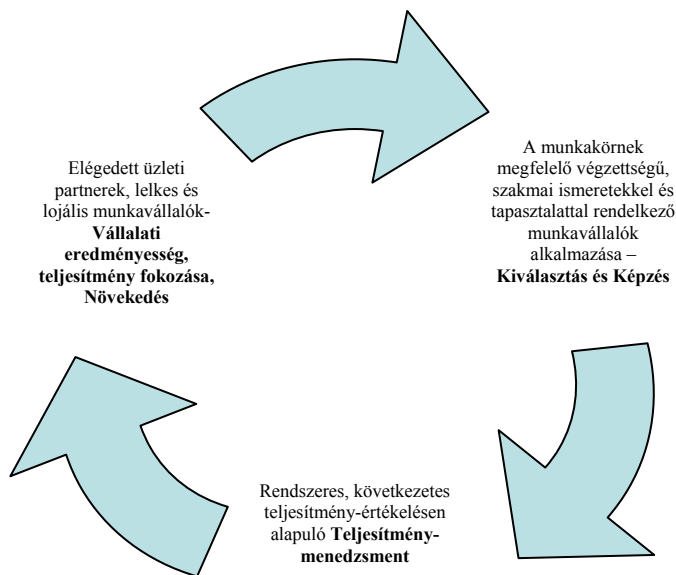 Elégedett üzleti
partnerek, lelkes és
lojális munkavállalók-
Vállalati
eredményesség,
teljesítmény fokozása,
Növekedés
A munkakörnek
megfelelő végzettségű,
szakmai ismeretekkel és
tapasztalattal rendelkező
munkavállalók
alkalmazása –
Kiválasztás és Képzés
Rendszeres, következetes
teljesítmény-értékelésen
alapuló Teljesítmény-
menedzsment